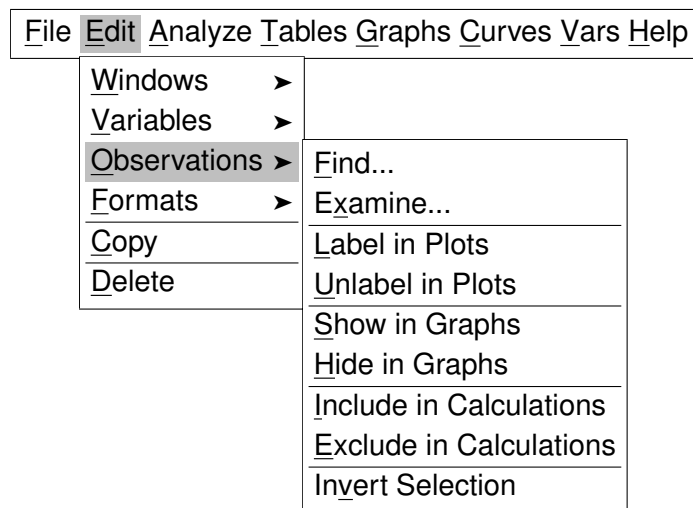 File Edit Analyze Tables Graphs Curves Vars Help
Windows ➤
Variables ➤
Observations ➤
Formats ➤
Copy
Delete
Find...
Examine...
Label in Plots
Unlabel in Plots
Show in Graphs
Hide in Graphs
Include in Calculations
Exclude in Calculations
Invert Selection